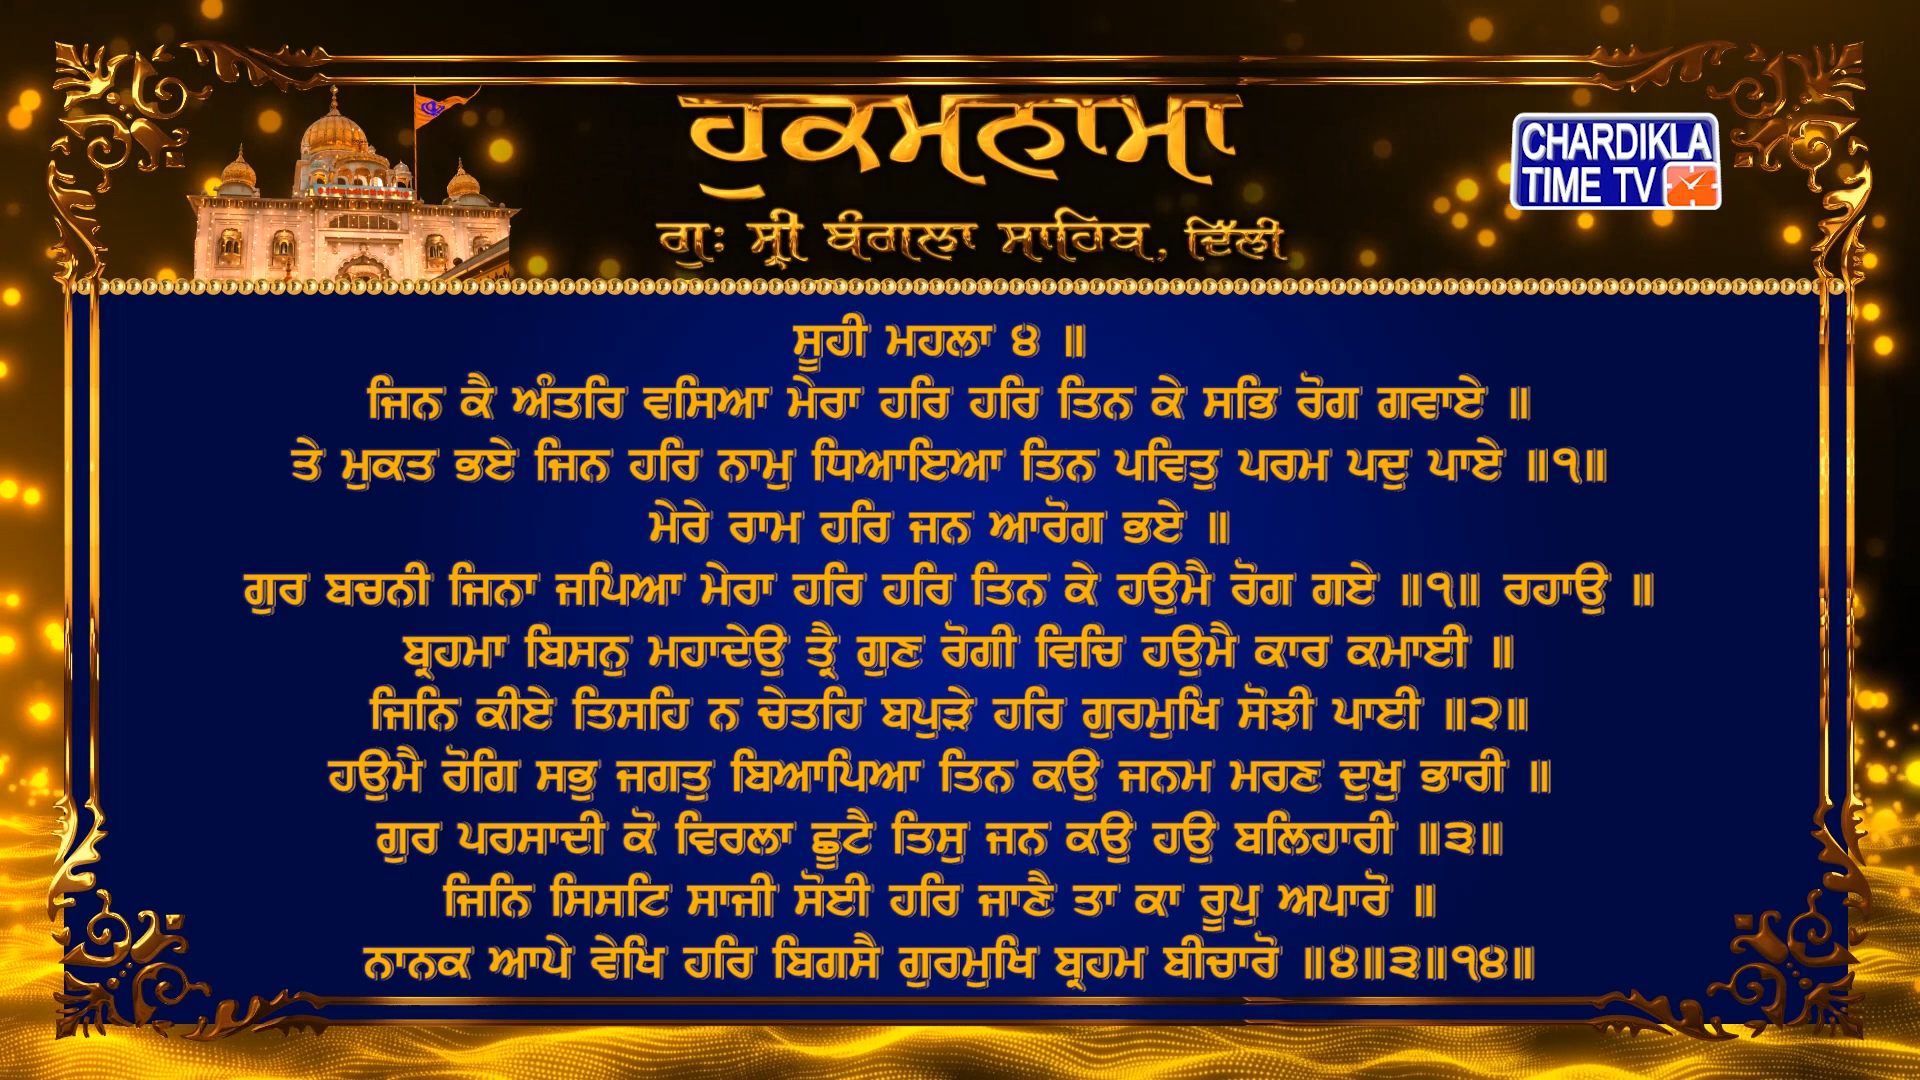 ਹੁਕਮਨਾਮਾ
ਗੁਃ ਸ੍ਰੀ ਬੰਗਲਾ ਸਾਹਿਬ, ਦਿੱਲੀ
CHARDIKLA
TIME TV
ਸੂਹੀ ਮਹਲਾ ੪ ॥
ਜਿਨ ਕੈ ਅੰਤਰਿ ਵਸਿਆ ਮੇਰਾ ਹਰਿ ਹਰਿ ਤਿਨ ਕੇ ਸਭਿ ਰੋਗ ਗਵਾਏ ॥
ਤੇ ਮੁਕਤ ਭਏ ਜਿਨ ਹਰਿ ਨਾਮੁ ਧਿਆਇਆ ਤਿਨ ਪਵਿਤੁ ਪਰਮ ਪਦੁ ਪਾਏ ॥੧॥
ਮੇਰੇ ਰਾਮ ਹਰਿ ਜਨ ਆਰੋਗ ਭਏ ॥
ਗੁਰ ਬਚਨੀ ਜਿਨਾ ਜਪਿਆ ਮੇਰਾ ਹਰਿ ਹਰਿ ਤਿਨ ਕੇ ਹਉਮੈ ਰੋਗ ਗਏ ॥੧॥ ਰਹਾਉ ॥
ਬ੍ਰਹਮਾ ਬਿਸਨੁ ਮਹਾਦੇਉ ਤ੍ਰੈ ਗੁਣ ਰੋਗੀ ਵਿਚਿ ਹਉਮੈ ਕਾਰ ਕਮਾਈ ॥
ਜਿਨਿ ਕੀਏ ਤਿਸਹਿ ਨ ਚੇਤਹਿ ਬਪੁੜੇ ਹਰਿ ਗੁਰਮੁਖਿ ਸੋਝੀ ਪਾਈ ॥੨॥
ਹਉਮੈ ਰੋਗਿ ਸਭੁ ਜਗਤੁ ਬਿਆਪਿਆ ਤਿਨ ਕਉ ਜਨਮ ਮਰਣ ਦੁਖੁ ਭਾਰੀ ॥
ਗੁਰ ਪਰਸਾਦੀ ਕੋ ਵਿਰਲਾ ਛੂਟੈ ਤਿਸੁ ਜਨ ਕਉ ਹਉ ਬਲਿਹਾਰੀ ॥੩॥
ਜਿਨਿ ਸਿਸਟਿ ਸਾਜੀ ਸੋਈ ਹਰਿ ਜਾਣੈ ਤਾ ਕਾ ਰੂਪੁ ਅਪਾਰੋ ॥
ਨਾਨਕ ਆਪੇ ਵੇਖਿ ਹਰਿ ਬਿਗਸੈ ਗੁਰਮੁਖਿ ਬ੍ਰਹਮ ਬੀਚਾਰੋ ॥੪॥੩॥੧੪॥